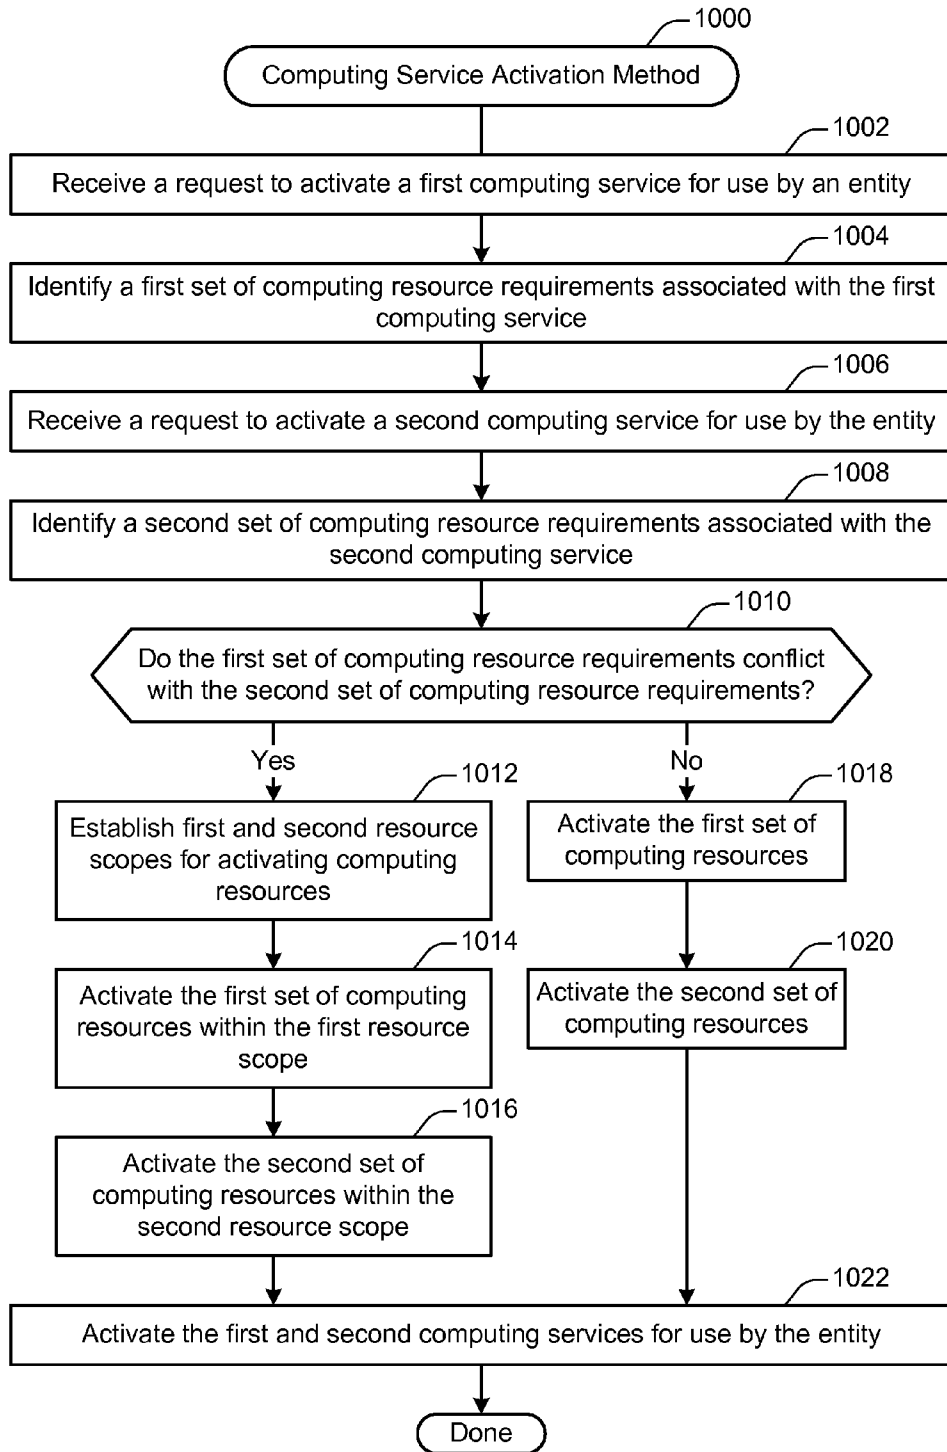 1000
Computing Service Activation Method
1002
Receive a request to activate a first computing service for use by an entity
1004
Identify a first set of computing resource requirements associated with the first
computing service
1006
Receive a request to activate a second computing service for use by the entity
1008
Identify a second set of computing resource requirements associated with the
second computing service
1010
Do the first set of computing resource requirements conflict
with the second set of computing resource requirements?
Yes
1012
Establish first and second resource
scopes for activating computing
resources
1014
Activate the first set of computing
resources within the first resource
scope
1016
Activate the second set of
computing resources within the
second resource scope
No
1018
Activate the first set of
computing resources
1020
Activate the second set of
computing resources
1022
Activate the first and second computing services for use by the entity
Done